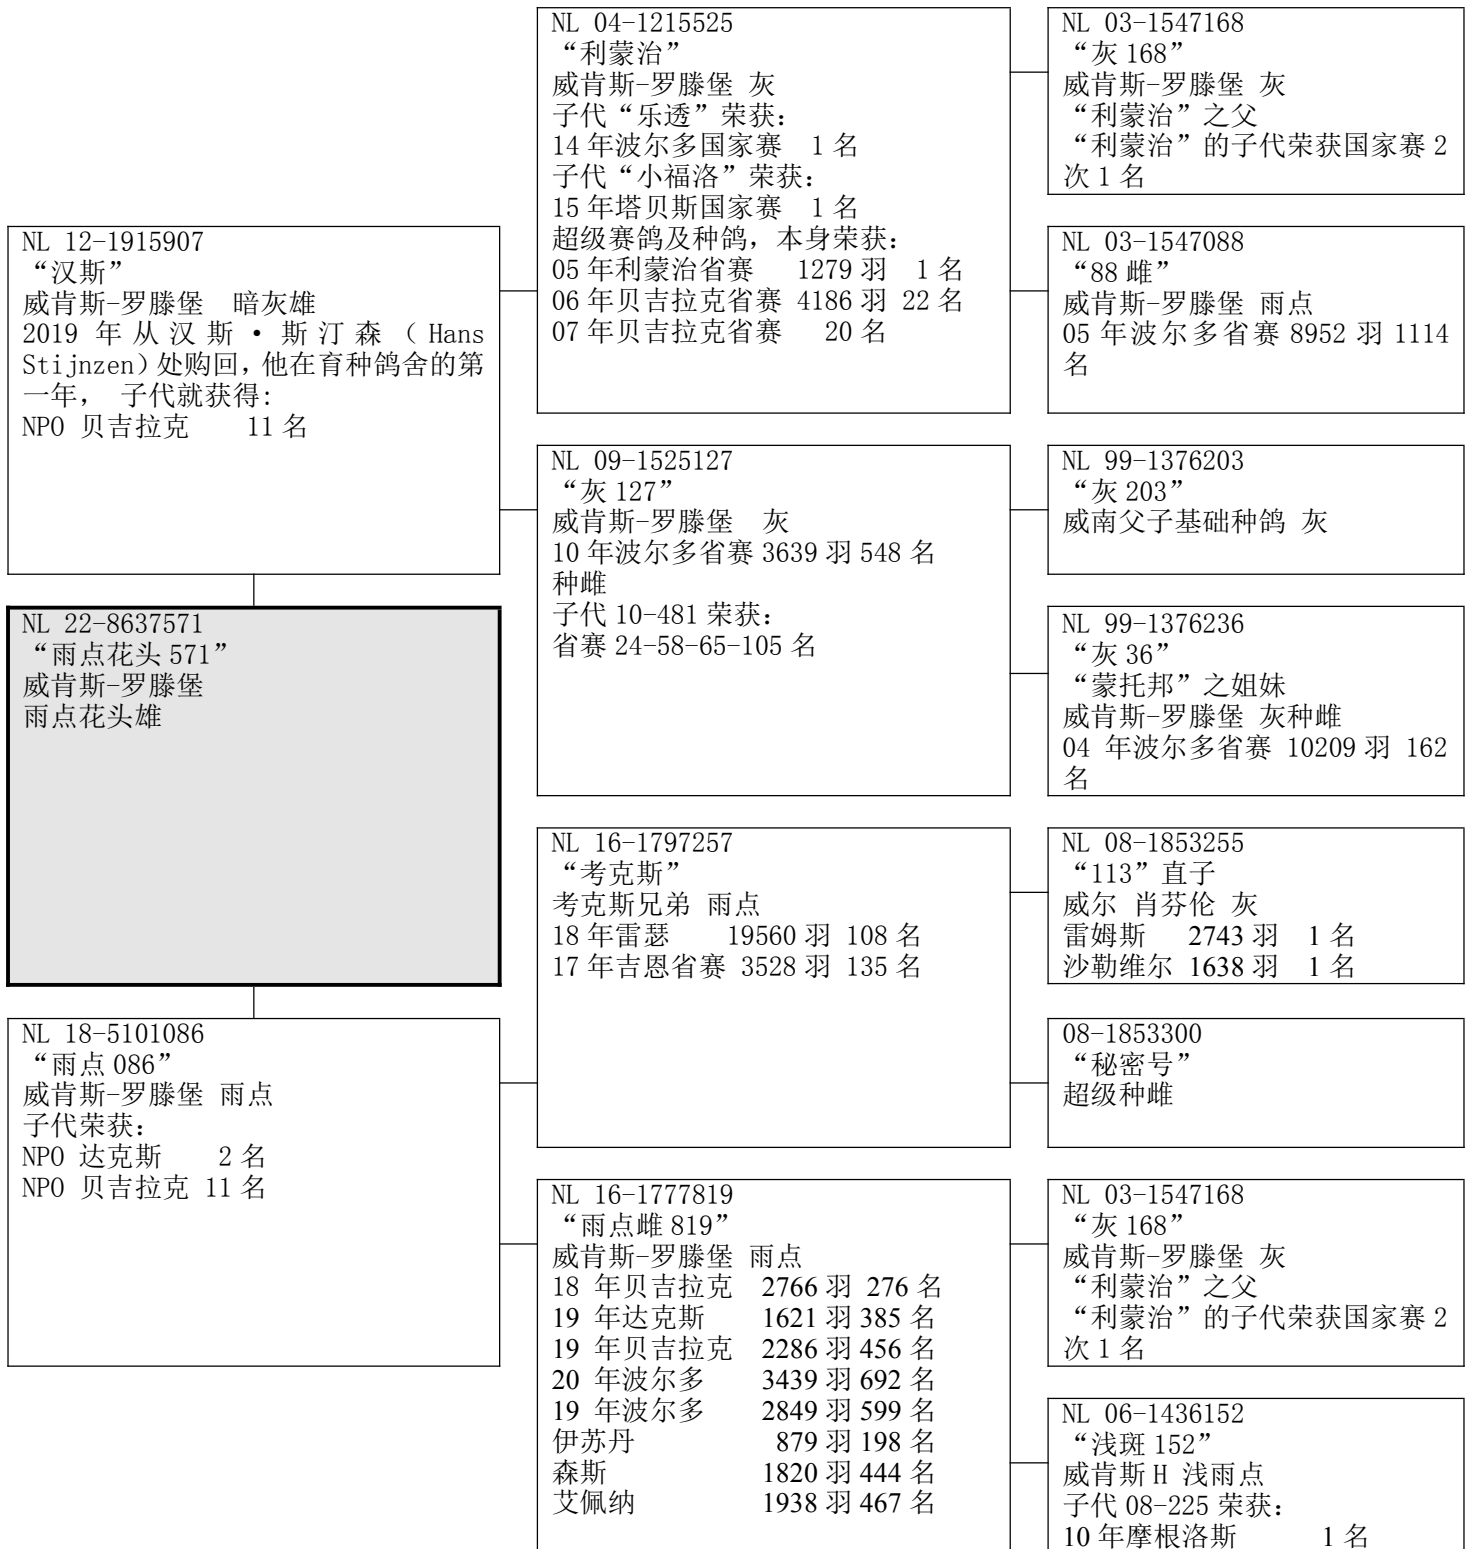 NL 12-1915907
“汉斯”
威肯斯-罗滕堡 暗灰雄
2019 年从汉斯·斯汀森（Hans
Stijnzen）处购回，他在育种鸽舍的第
一年， 子代就获得：
NPO 贝吉拉克 11 名
NL 22-8637571
“雨点花头 571”
威肯斯-罗滕堡
雨点花头雄
NL 18-5101086
“雨点 086”
威肯斯-罗滕堡 雨点
子代荣获：
NPO 达克斯 2 名
NPO 贝吉拉克 11 名
NL 04-1215525
“利蒙治”
威肯斯-罗滕堡 灰
子代“乐透”荣获：
14 年波尔多国家赛 1 名
子代“小福洛”荣获：
15 年塔贝斯国家赛 1 名
超级赛鸽及种鸽，本身荣获：
05 年利蒙治省赛 1279 羽 1 名
06 年贝吉拉克省赛 4186 羽 22 名
07 年贝吉拉克省赛 20 名
NL 09-1525127
“灰 127”
威肯斯-罗滕堡 灰
10 年波尔多省赛 3639 羽 548 名
种雌
子代 10-481 荣获：
省赛 24-58-65-105 名
NL 16-1797257
“考克斯”
考克斯兄弟 雨点
18 年雷瑟 19560 羽 108 名
17 年吉恩省赛 3528 羽 135 名
NL 16-1777819
“雨点雌 819”
威肯斯-罗滕堡 雨点
18 年贝吉拉克 2766 羽 276 名
19 年达克斯 1621 羽 385 名
19 年贝吉拉克 2286 羽 456 名
20 年波尔多 3439 羽 692 名
19 年波尔多 2849 羽 599 名
伊苏丹 879 羽 198 名
森斯 1820 羽 444 名
艾佩纳 1938 羽 467 名
NL 03-1547168
“灰 168”
威肯斯-罗滕堡 灰
“利蒙治”之父
“利蒙治”的子代荣获国家赛 2
次 1 名
NL 03-1547088
“88 雌”
威肯斯-罗滕堡 雨点
05 年波尔多省赛 8952 羽 1114
名
NL 99-1376203
“灰 203”
威南父子基础种鸽 灰
NL 99-1376236
“灰 36”
“蒙托邦”之姐妹
威肯斯-罗滕堡 灰种雌
04 年波尔多省赛 10209 羽 162
名
NL 08-1853255
“113”直子
威尔 肖芬伦 灰
雷姆斯 2743 羽 1 名
沙勒维尔 1638 羽 1 名
08-1853300
“秘密号”
超级种雌
NL 03-1547168
“灰 168”
威肯斯-罗滕堡 灰
“利蒙治”之父
“利蒙治”的子代荣获国家赛 2
次 1 名
NL 06-1436152
“浅斑 152”
威肯斯 H 浅雨点
子代 08-225 荣获：
10 年摩根洛斯 1 名